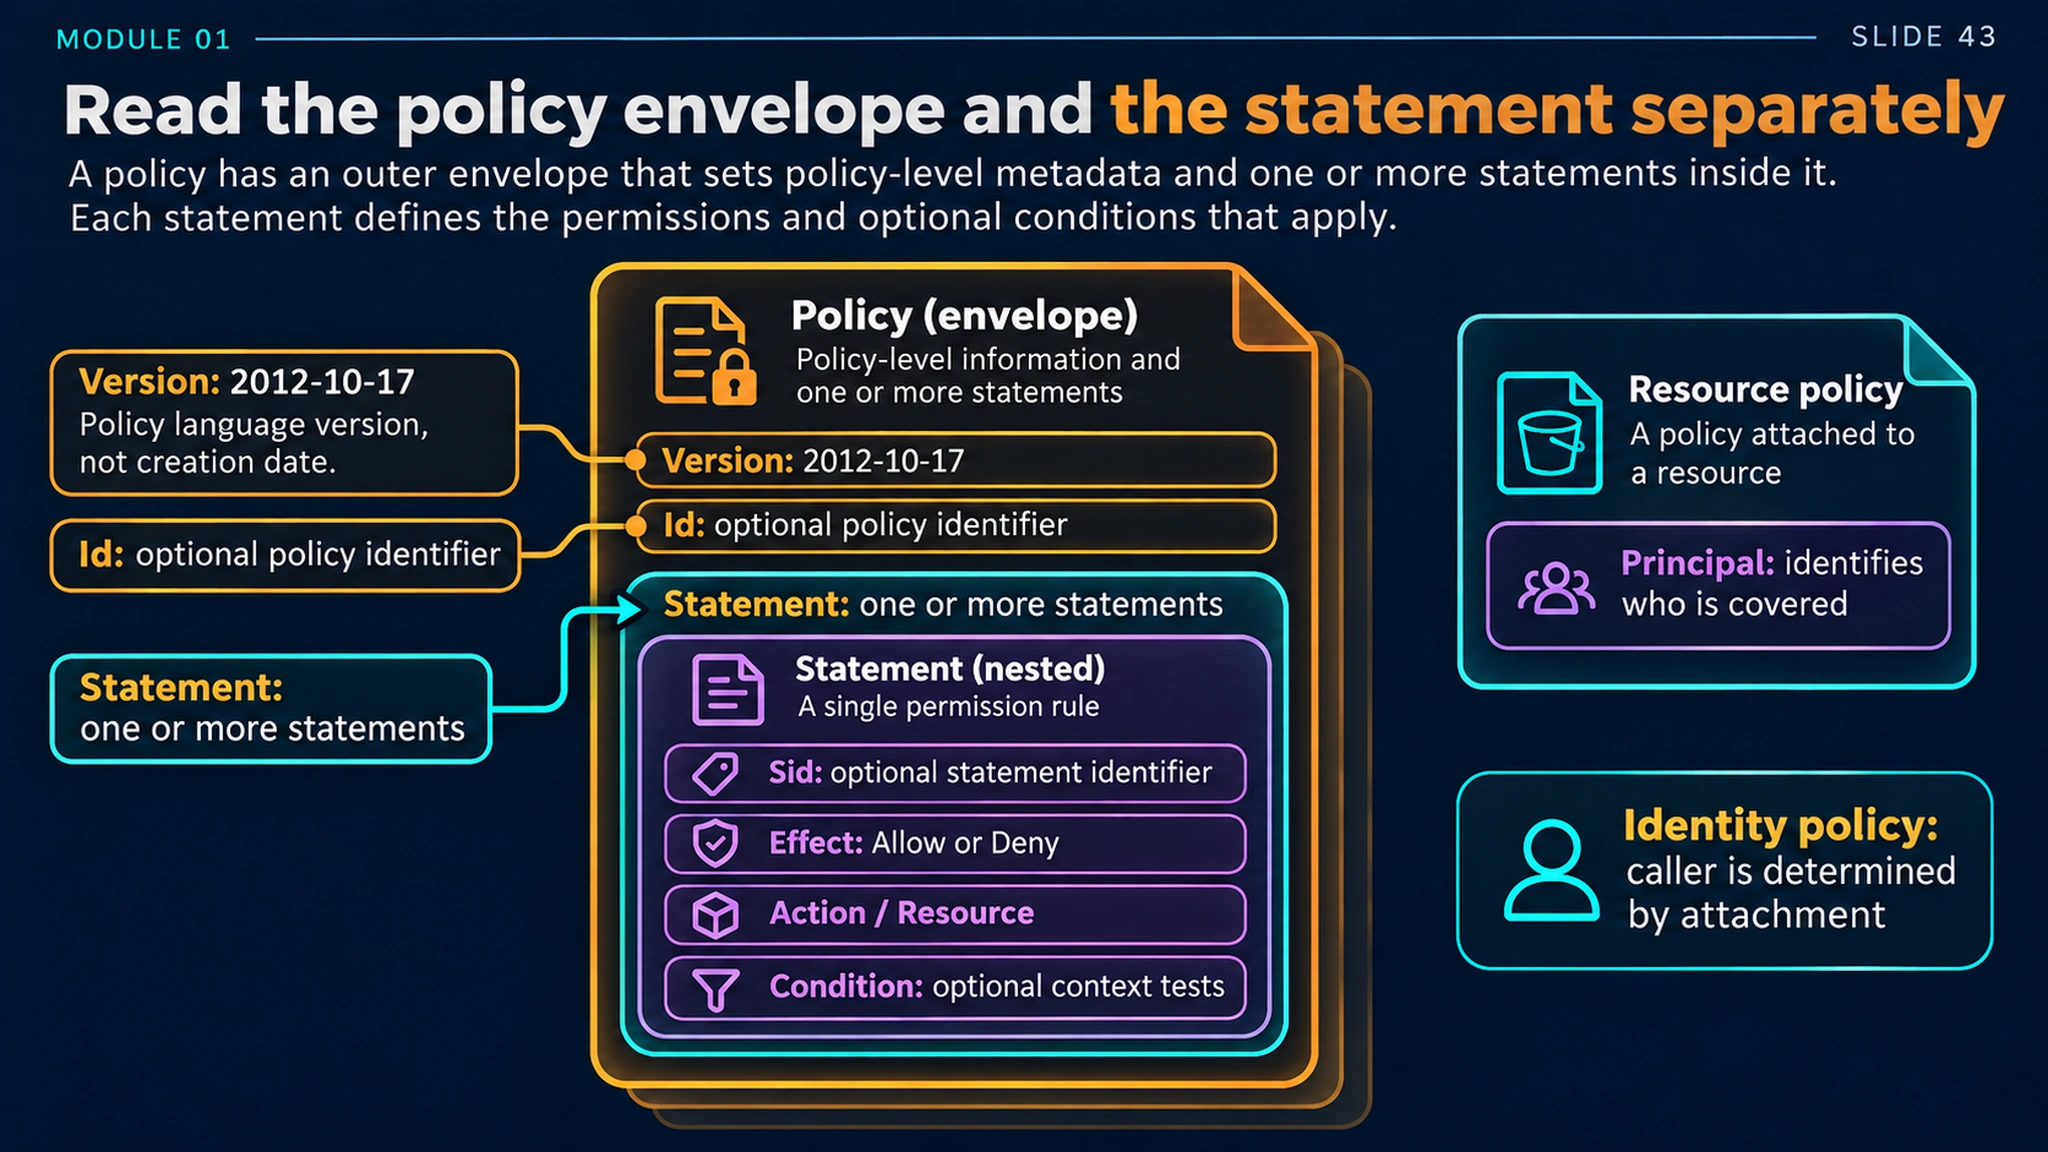 MODULE 01
SLIDE 43
Read the policy envelope and the statement separately
A policy has an outer envelope that sets policy-level metadata and one or more statements inside it.
Each statement defines the permissions and optional conditions that apply.
Version: 2012-10-17
Policy language version,
not creation date.
Id: optional policy identifier
Statement:
one or more statements
Policy (envelope)
Policy-level information and
one or more statements
Version: 2012-10-17
Id: optional policy identifier
Statement: one or more statements
Statement (nested)
A single permission rule
Sid: optional statement identifier
Effect: Allow or Deny
Action / Resource
Condition: optional context tests
Resource policy
A policy attached to
a resource
Principal: identifies
who is covered
Identity policy:
caller is determined
by attachment